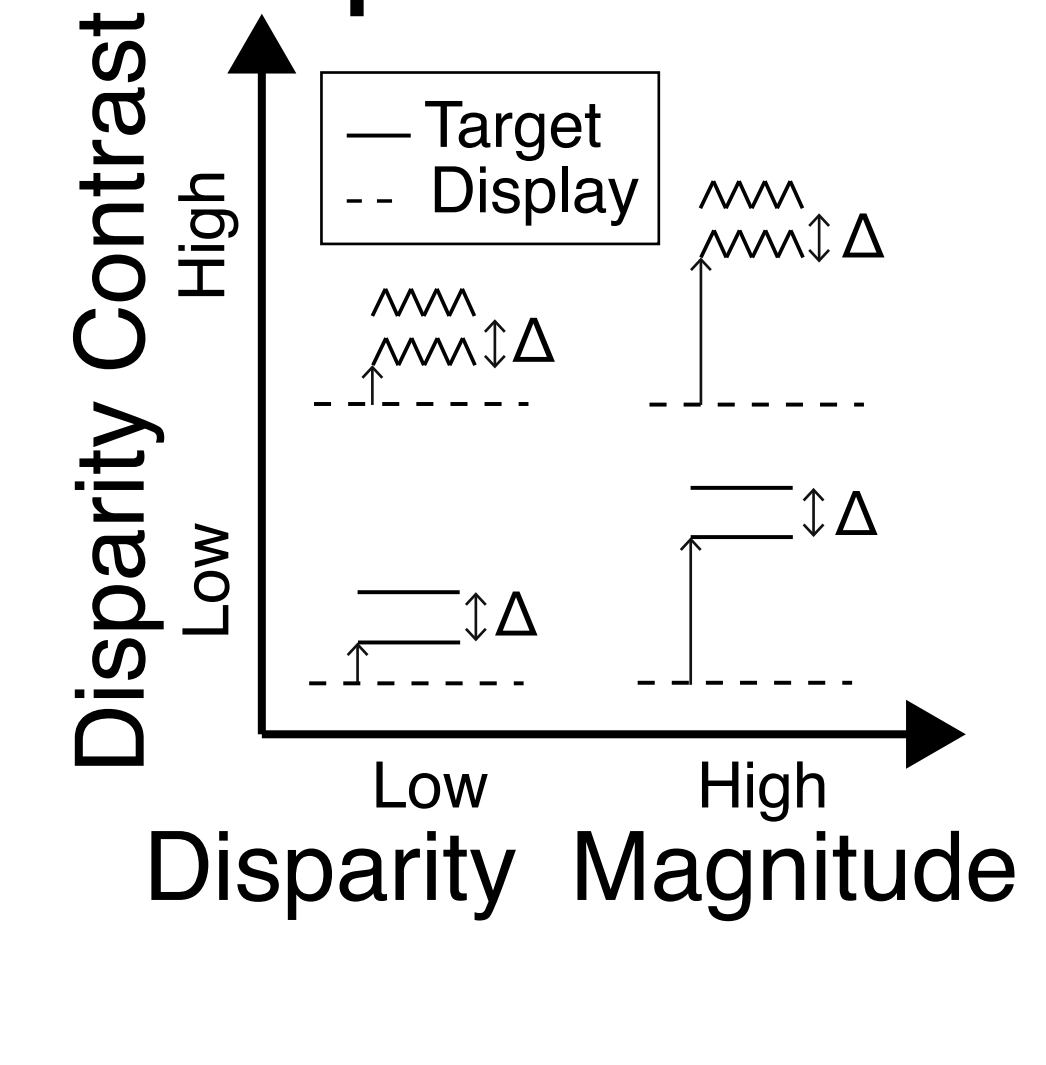 Disparity Contrast
High
Low
Target
Display
Δ
Δ
Δ
Δ
Low
High
Disparity Magnitude